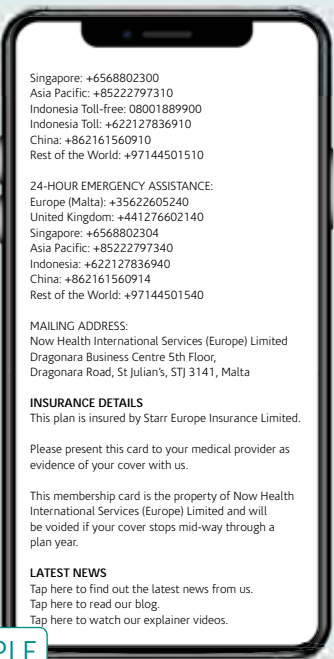 Singapore: +6568802300
Asia Pacific: +85222797310
Indonesia Toll-free: 08001889900
Indonesia Toll: +622127836910
China: +862161560910
Rest of the World: +97144501510
24-HOUR EMERGENCY ASSISTANCE:
Europe (Malta): +35622605240
United Kingdom: +441276602140
Singapore: +6568802304
Asia Pacific: +85222797340
Indonesia: +622127836940
China: +862161560914
Rest of the World: +97144501540
MAILING ADDRESS:
Now Health International Services (Europe) Limited
Dragonara Business Centre 5th Floor,
Dragonara Road, St Julian's, STJ 3141, Malta
INSURANCE DETAILS
This plan is insured by Starr Europe Insurance Limited.
Please present this card to your medical provider as
evidence of your cover with us.
This membership card is the property of Now Health
International Services (Europe) Limited and will
be voided if your cover stops mid-way through a
plan year.
LATEST NEWS
Tap here to find out the latest news from us.
Tap here to read our blog.
Tap here to watch our explainer videos.